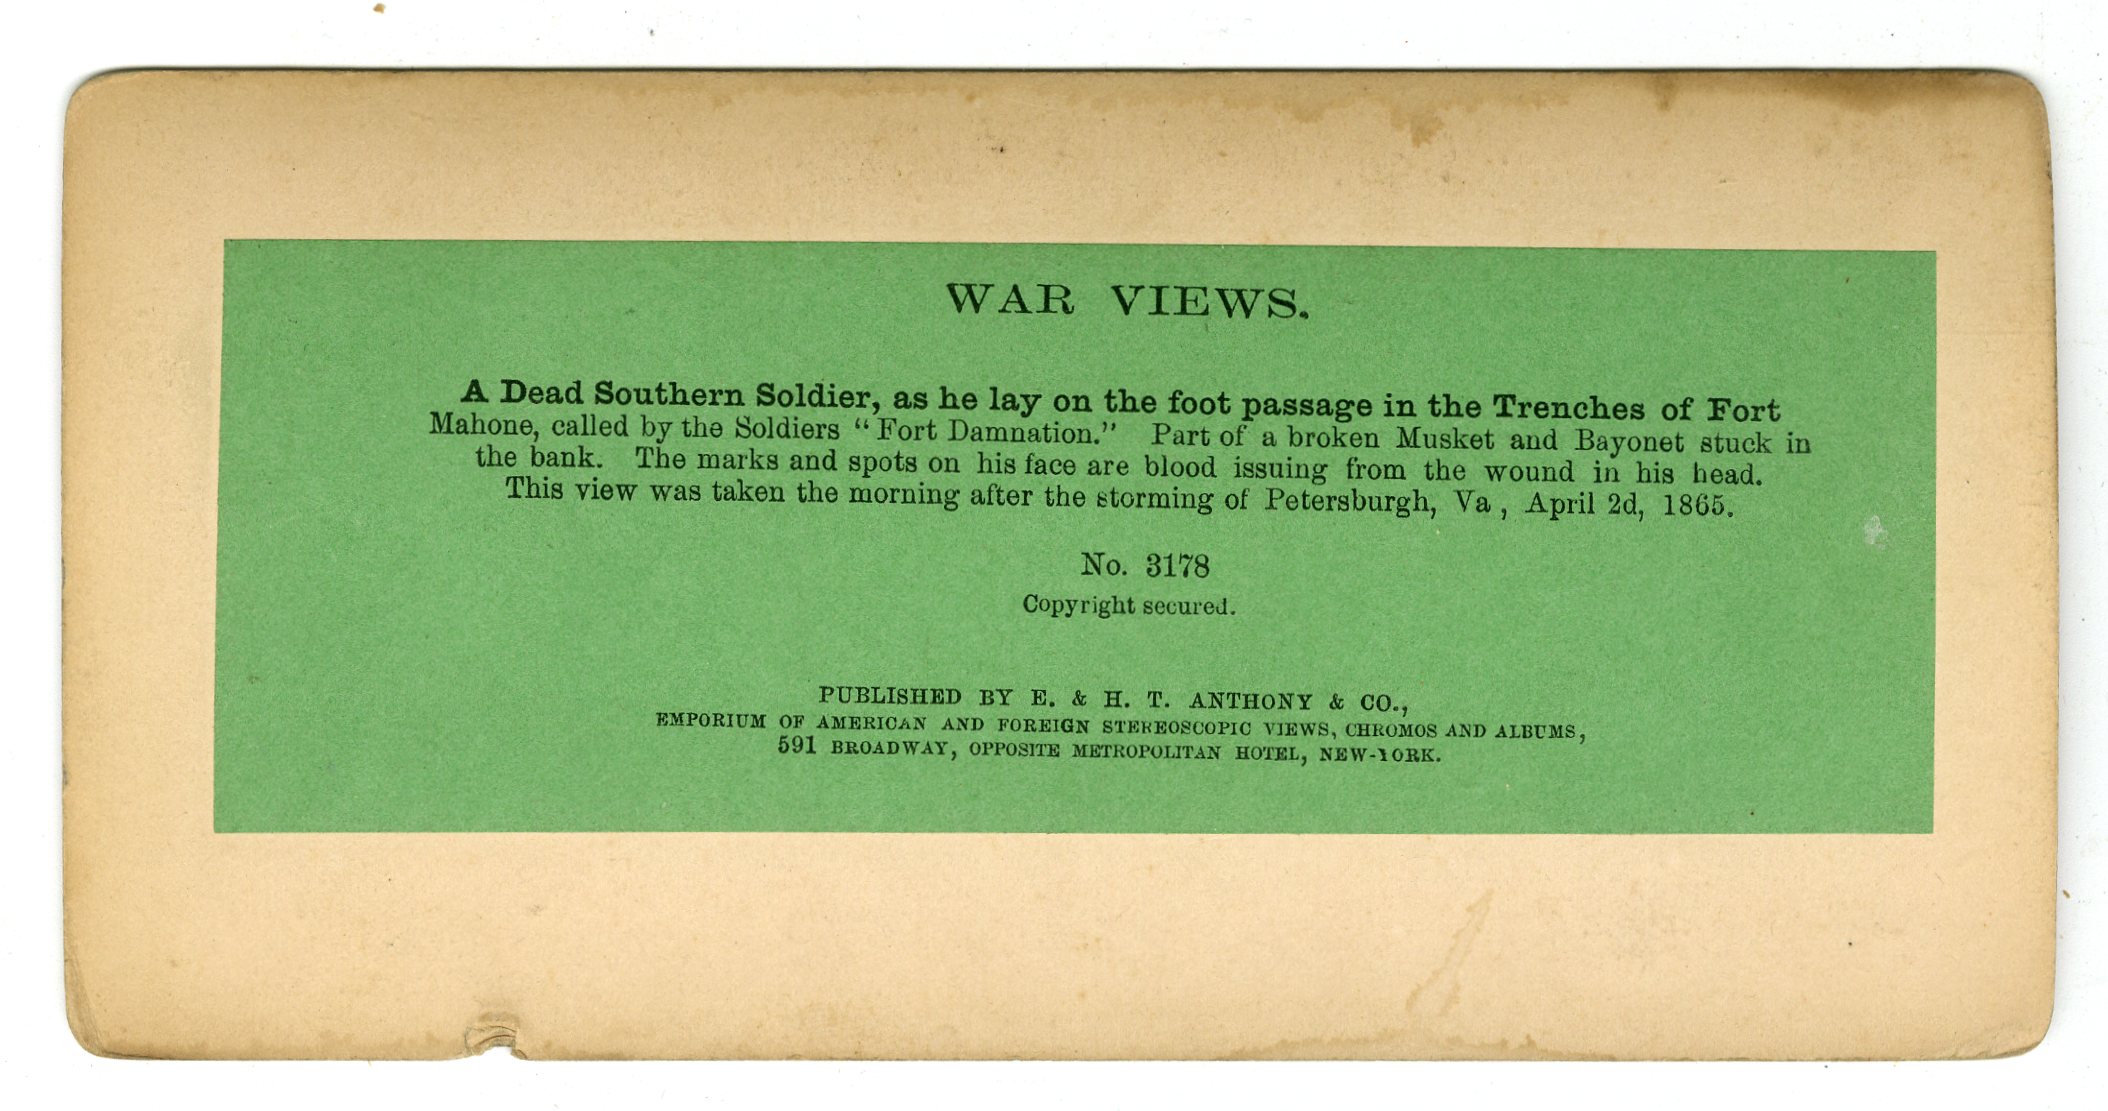 WAR VIEWS.
A Dead Southern Soldier, as he lay on the foot passage in the Trenches of Fort
Mahone, called by the Soldiers "Fort Damnation." Part of a broken Musket and Bayonet stuck in
the bank. The marks and spots on his face are blood issuing from the wound in his head.
This view was taken the morning after the storming of Petersburgh, Va , April 2d, 1865.
No. 3178
Copyright secured.
PUBLISHED BY E. & H. T. ANTHONY & CO.,
EMPORIUM OF AMERICAN AND FOREIGN STEREOSCOPIC VIEWS, CHROMOS AND ALBUMS,
591 BROADWAY, OPPOSITE METROPOLITAN HOTEL, NEW-YORK.